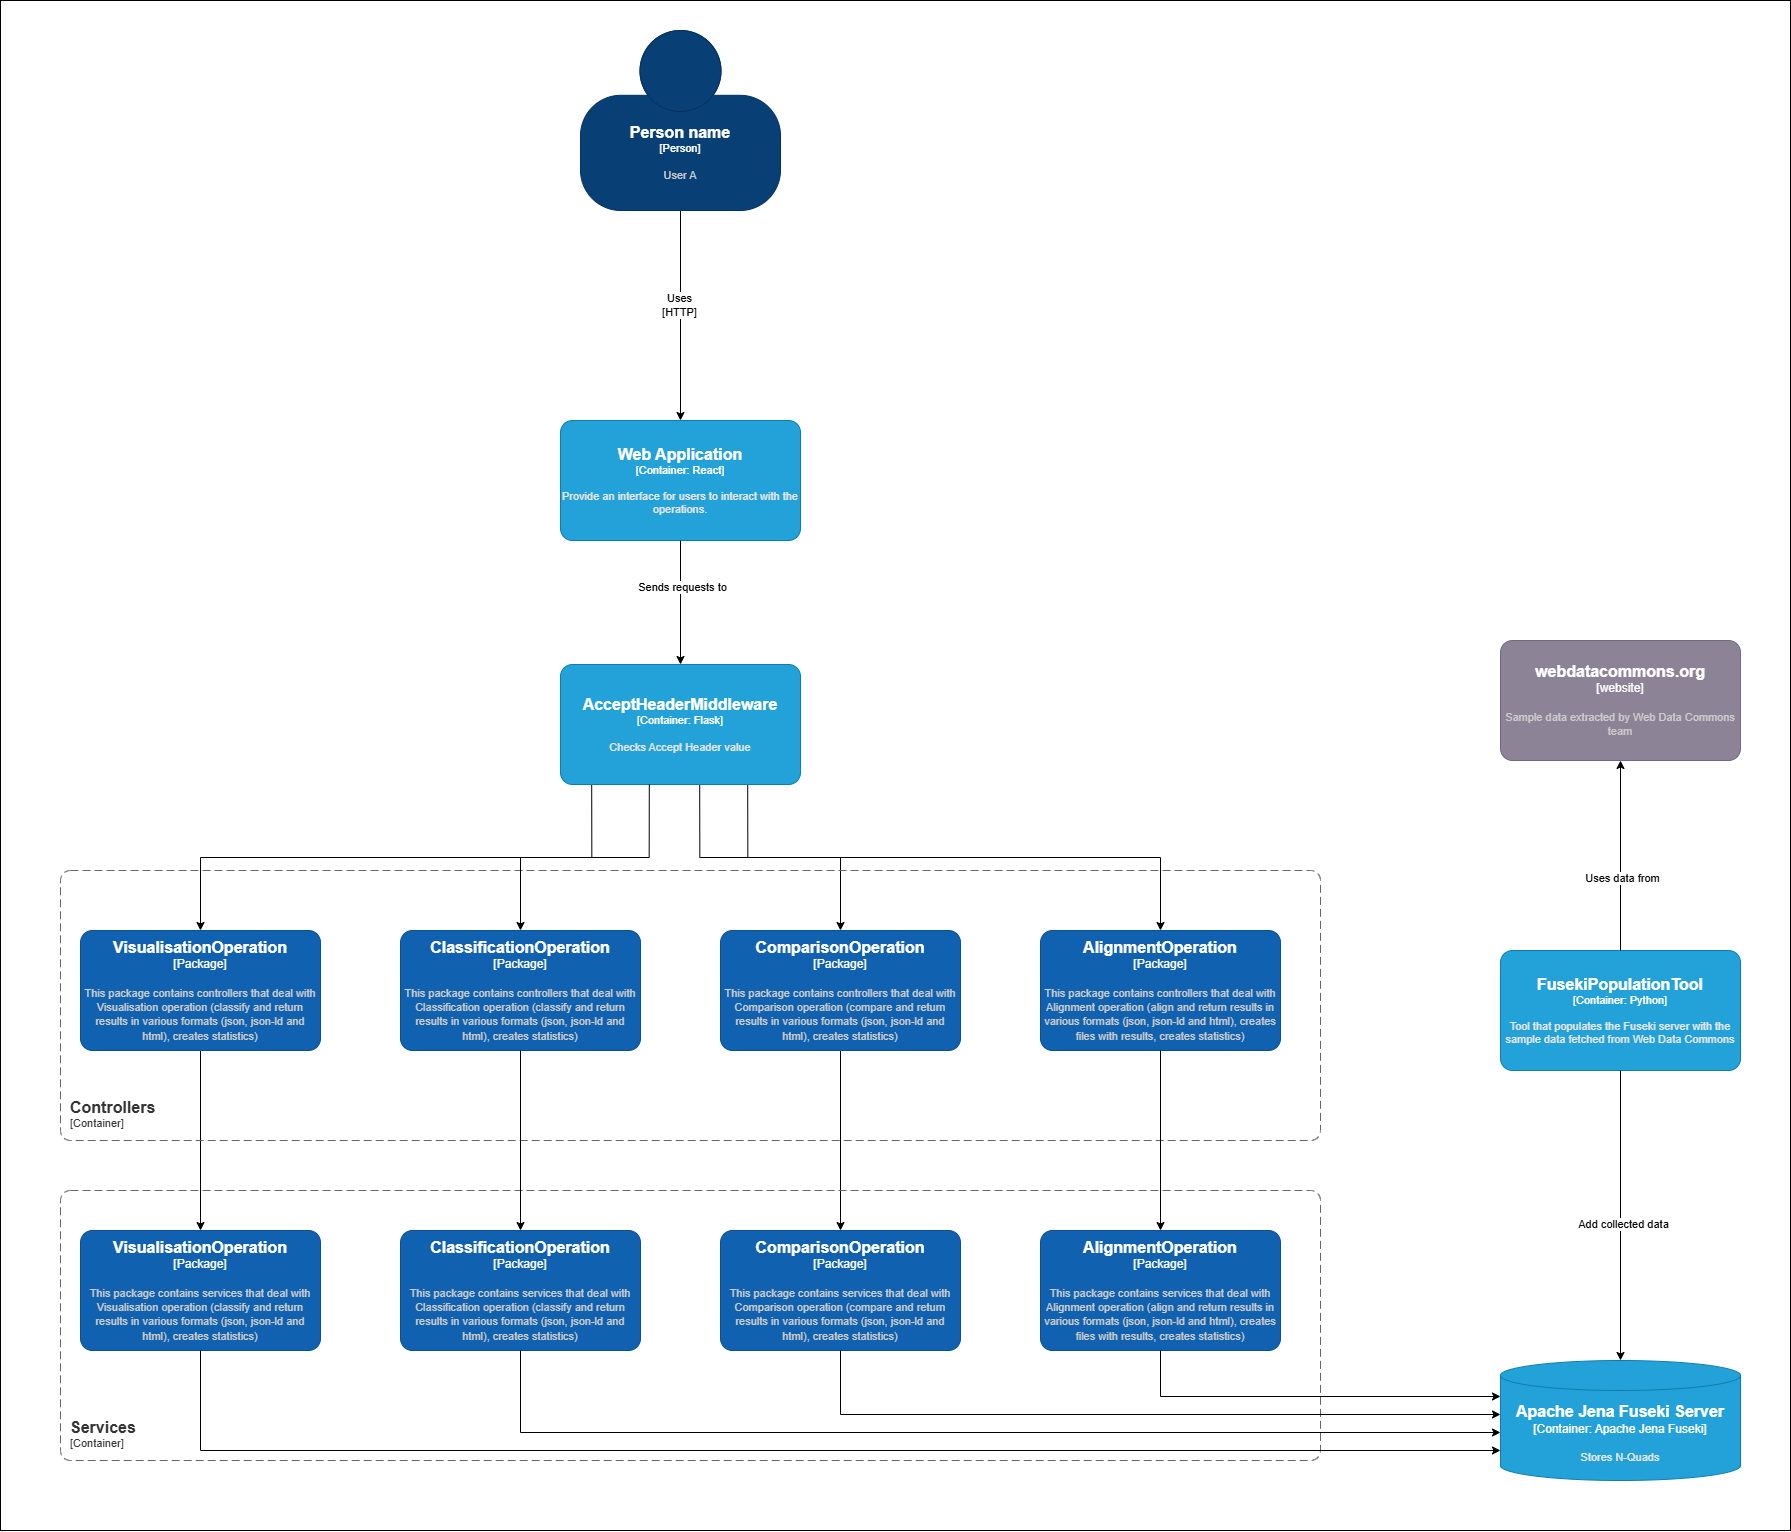 Person name
[Person]
User A
Uses
[HTTP]
Web Application
[Container: React]
Provide an interface for users to interact with the
operations.
Sends requests to
AcceptHeaderMiddleware
[Container: Flask]
Checks Accept Header value
webdatacommons.org
[website]
Sample data extracted by Web Data Commons
team
Uses data from
VisualisationOperation
[Package]
This package contains controllers that deal with
Visualisation operation (classify and return
results in various formats (json, json-ld and
html), creates statistics)
ClassificationOperation
[Package]
This package contains controllers that deal with
Classification operation (classify and return
results in various formats (json, json-ld and
html), creates statistics)
ComparisonOperation
[Package]
This package contains controllers that deal with
Comparison operation (compare and return
results in various formats (json, json-ld and
html), creates statistics)
AlignmentOperation
[Package]
This package contains controllers that deal with
Alignment operation (align and return results in
various formats (json, json-ld and html), creates
files with results, creates statistics)
FusekiPopulationTool
[Container: Python]
Tool that populates the Fuseki server with the
sample data fetched from Web Data Commons
Controllers
[Container]
Add collected data
VisualisationOperation
[Package]
This package contains services that deal with
Visualisation operation (classify and return
results in various formats (json, json-ld and
html), creates statistics)
ClassificationOperation
[Package]
This package contains services that deal with
Classification operation (classify and return
results in various formats (json, json-ld and
html), creates statistics)
ComparisonOperation
[Package]
This package contains services that deal with
Comparison operation (compare and return
results in various formats (json, json-ld and
html), creates statistics)
AlignmentOperation
[Package]
This package contains services that deal with
Alignment operation (align and return results in
various formats (json, json-ld and html), creates
files with results, creates statistics)
Services
[Container]
Apache Jena Fuseki Server
[Container: Apache Jena Fuseki]
Stores N-Quads